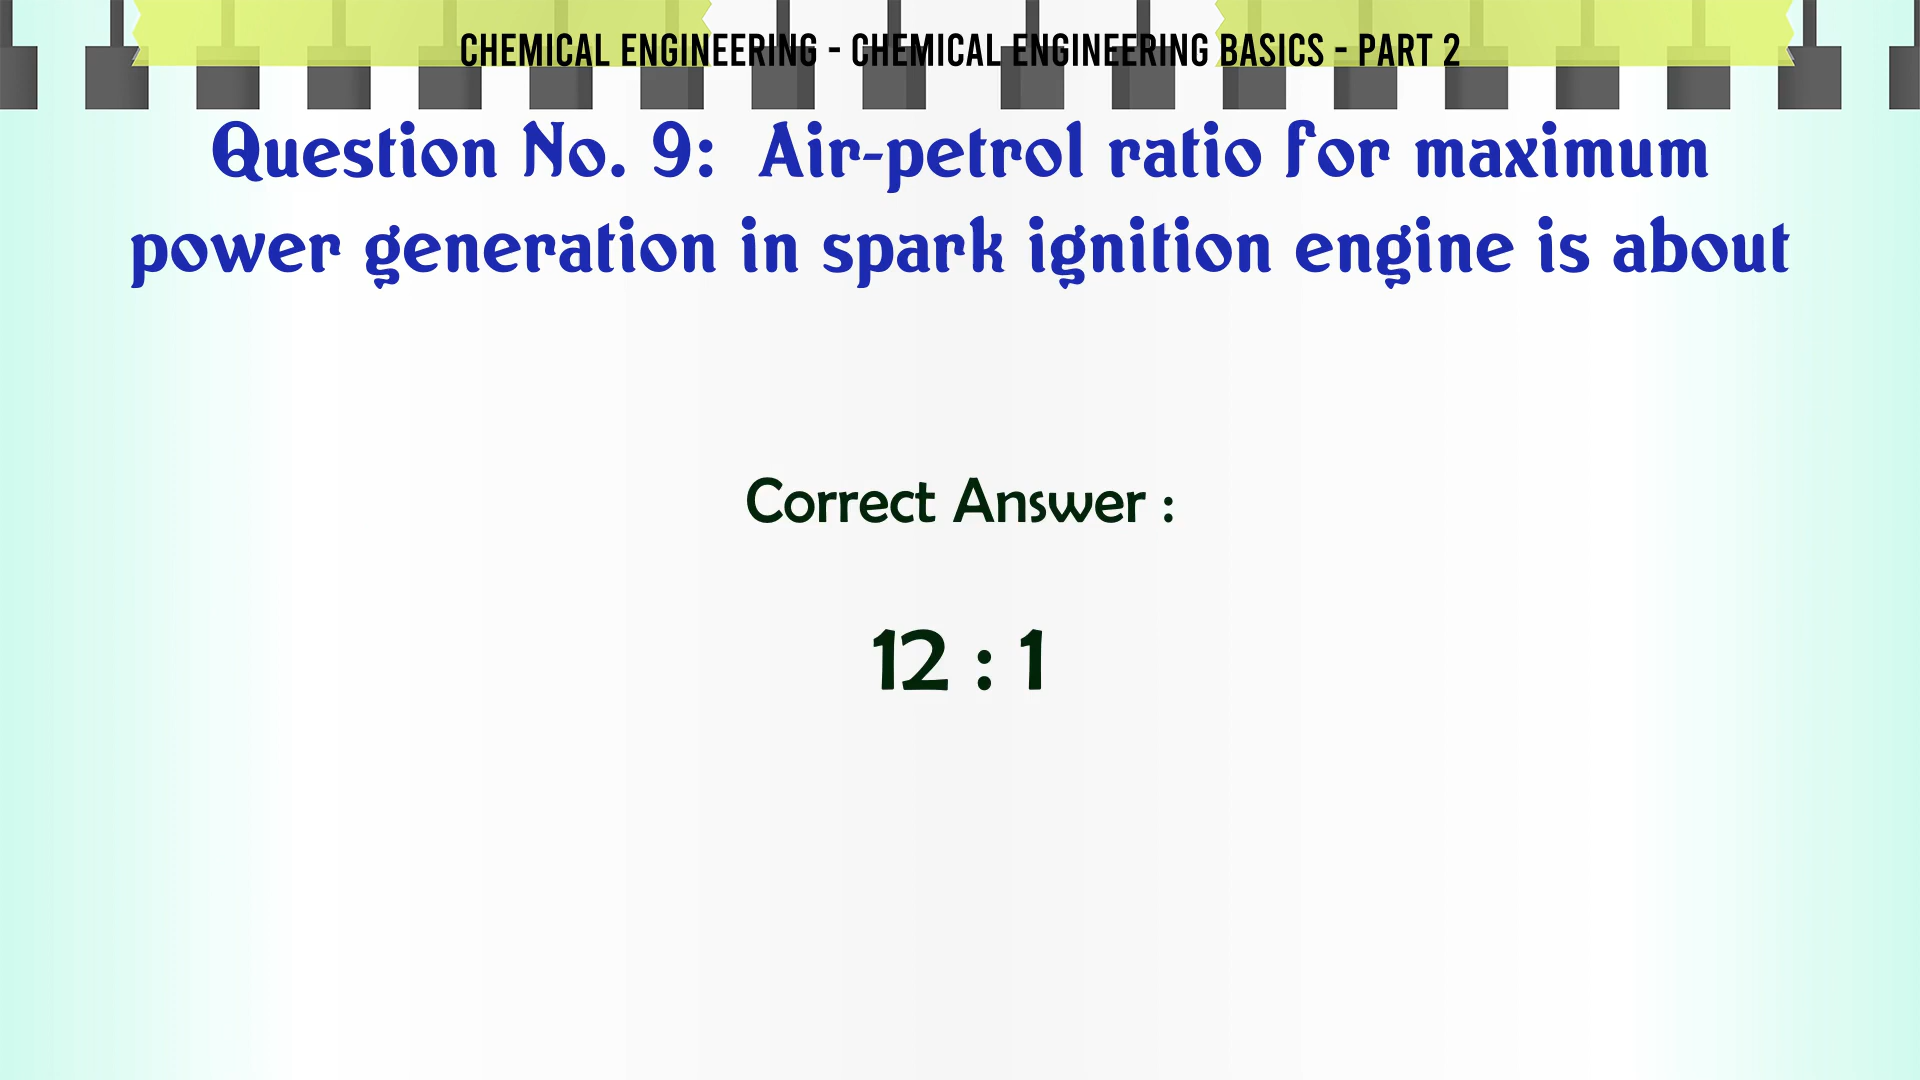 CHEMICAL ENGINEERING - CHEMICAL ENGINEERING BASICS - PART 2
Question No. 9: Air-petrol ratio for maximum
power generation in spark ignition engine is about
Correct Answer :
12 : 1